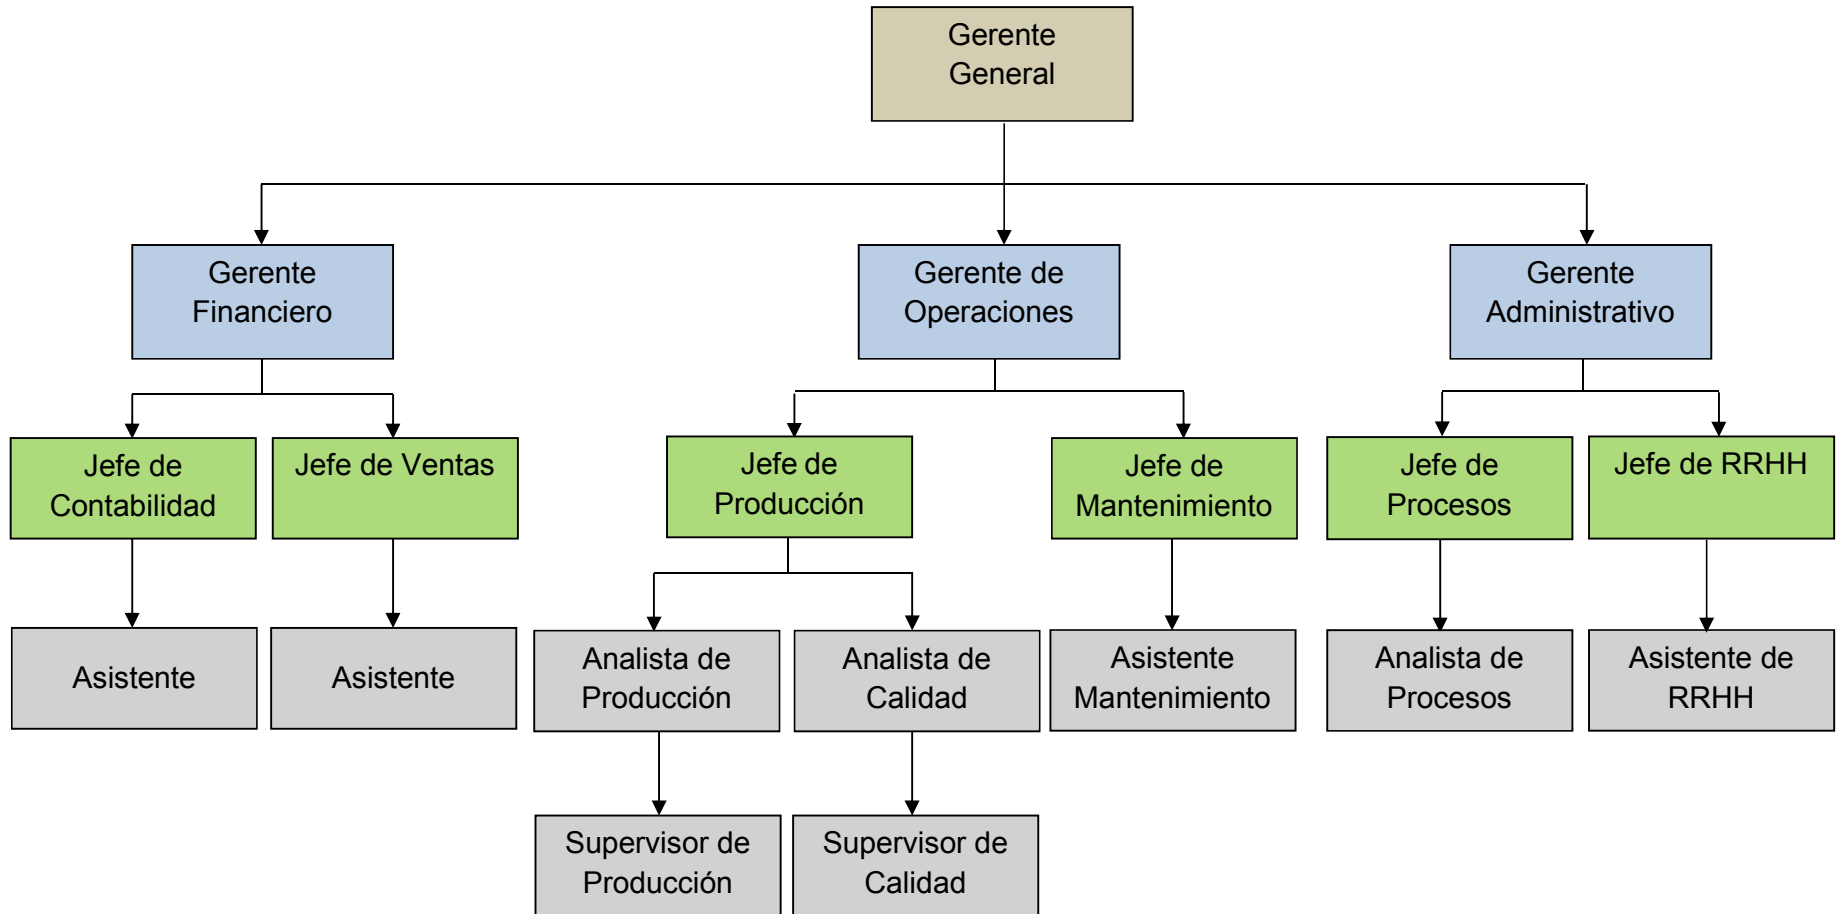 Gerente
General
Gerente
Financiero
Gerente de
Operaciones
Gerente
Administrativo
Jefe de
Contabilidad
Jefe de Ventas
Jefe de
Producción
Jefe de
Mantenimiento
Jefe de
Procesos
Jefe de RRHH
Asistente
Asistente
Analista de
Producción
Analista de
Calidad
Asistente
Mantenimiento
Analista de
Procesos
Asistente de
RRHH
Supervisor de
Producción
Supervisor de
Calidad